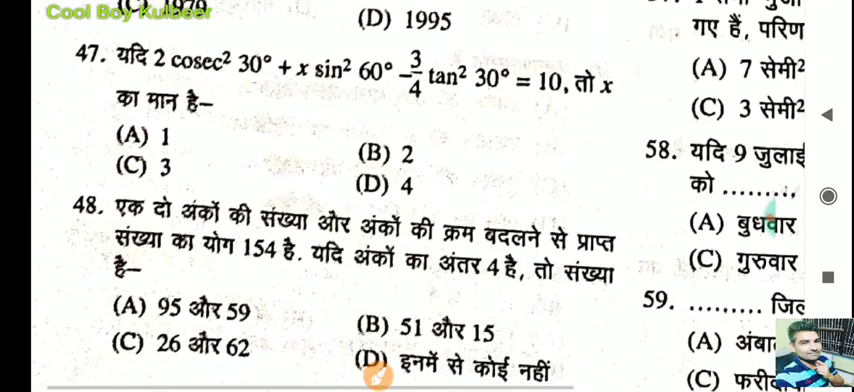 Cool Boy Kulbeer
(D) 1995
47. यदि 2 cosec² 30° + x sin² 60° – 3/4 tan² 30° = 10, तो x
का मान है–
(A) 1
(B) 2
(C) 3
(D) 4
48. एक दो अंकों की संख्या और अंकों की क्रम बदलने से प्राप्त
संख्या का योग 154 है. यदि अंकों का अंतर 4 है, तो संख्या
है–
(A) 95 और 59
(B) 51 और 15
(C) 26 और 62
(D) इनमें से कोई नहीं
गए हैं, परिण
(A) 7 सेमी²
(C) 3 सेमी²
58. यदि 9 जुलाई
को .........
(A) बुधवार
(C) गुरुवार
59. ......... जिल
(A) अंबा
(C) फरीद